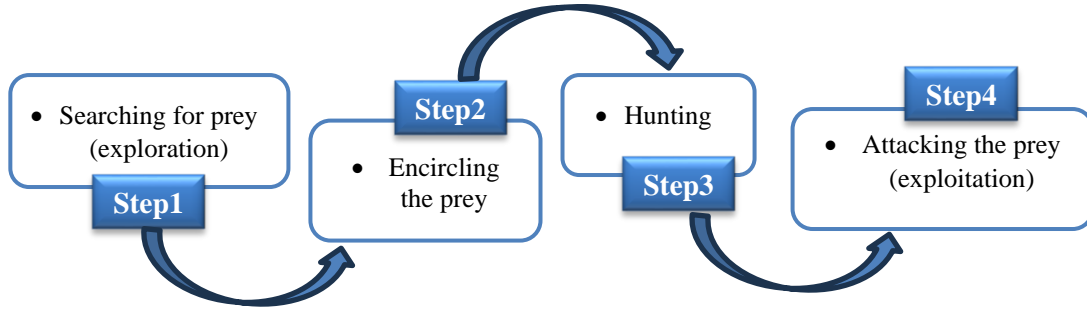 • Searching for prey
(exploration)
Step1
Step2
• Encircling
the prey
• Hunting
Step3
Step4
• Attacking the prey
(exploitation)